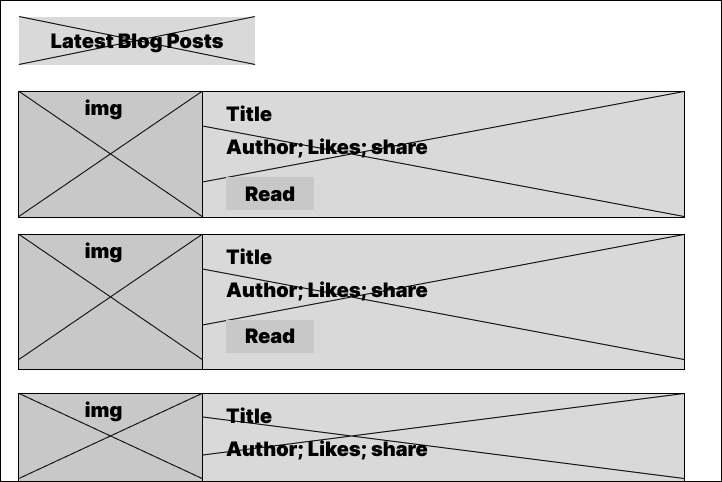 Latest Blog Posts
img
Title
Author; Likes; share
Read
img
Title
Author; Likes; share
Read
img
Title
Author; Likes; share